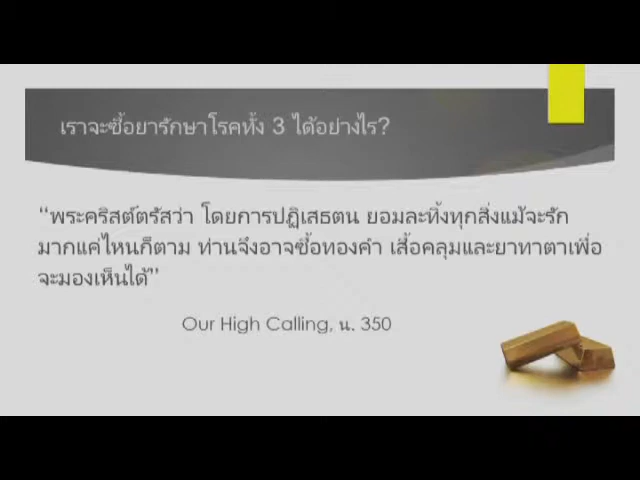 เราจะซื้อยารักษาโรคทั้ง 3 ได้อย่างไร?
“พระคริสต์ตรัสว่า โดยการปฏิเสธตน ยอมละทิ้งทุกสิ่งแม้จะรัก
มากแค่ไหนก็ตาม ท่านจึงอาจซื้อทองคำ เสื้อคลุมและยาทาตาเพื่อ
จะมองเห็นได้”
Our High Calling, น. 350